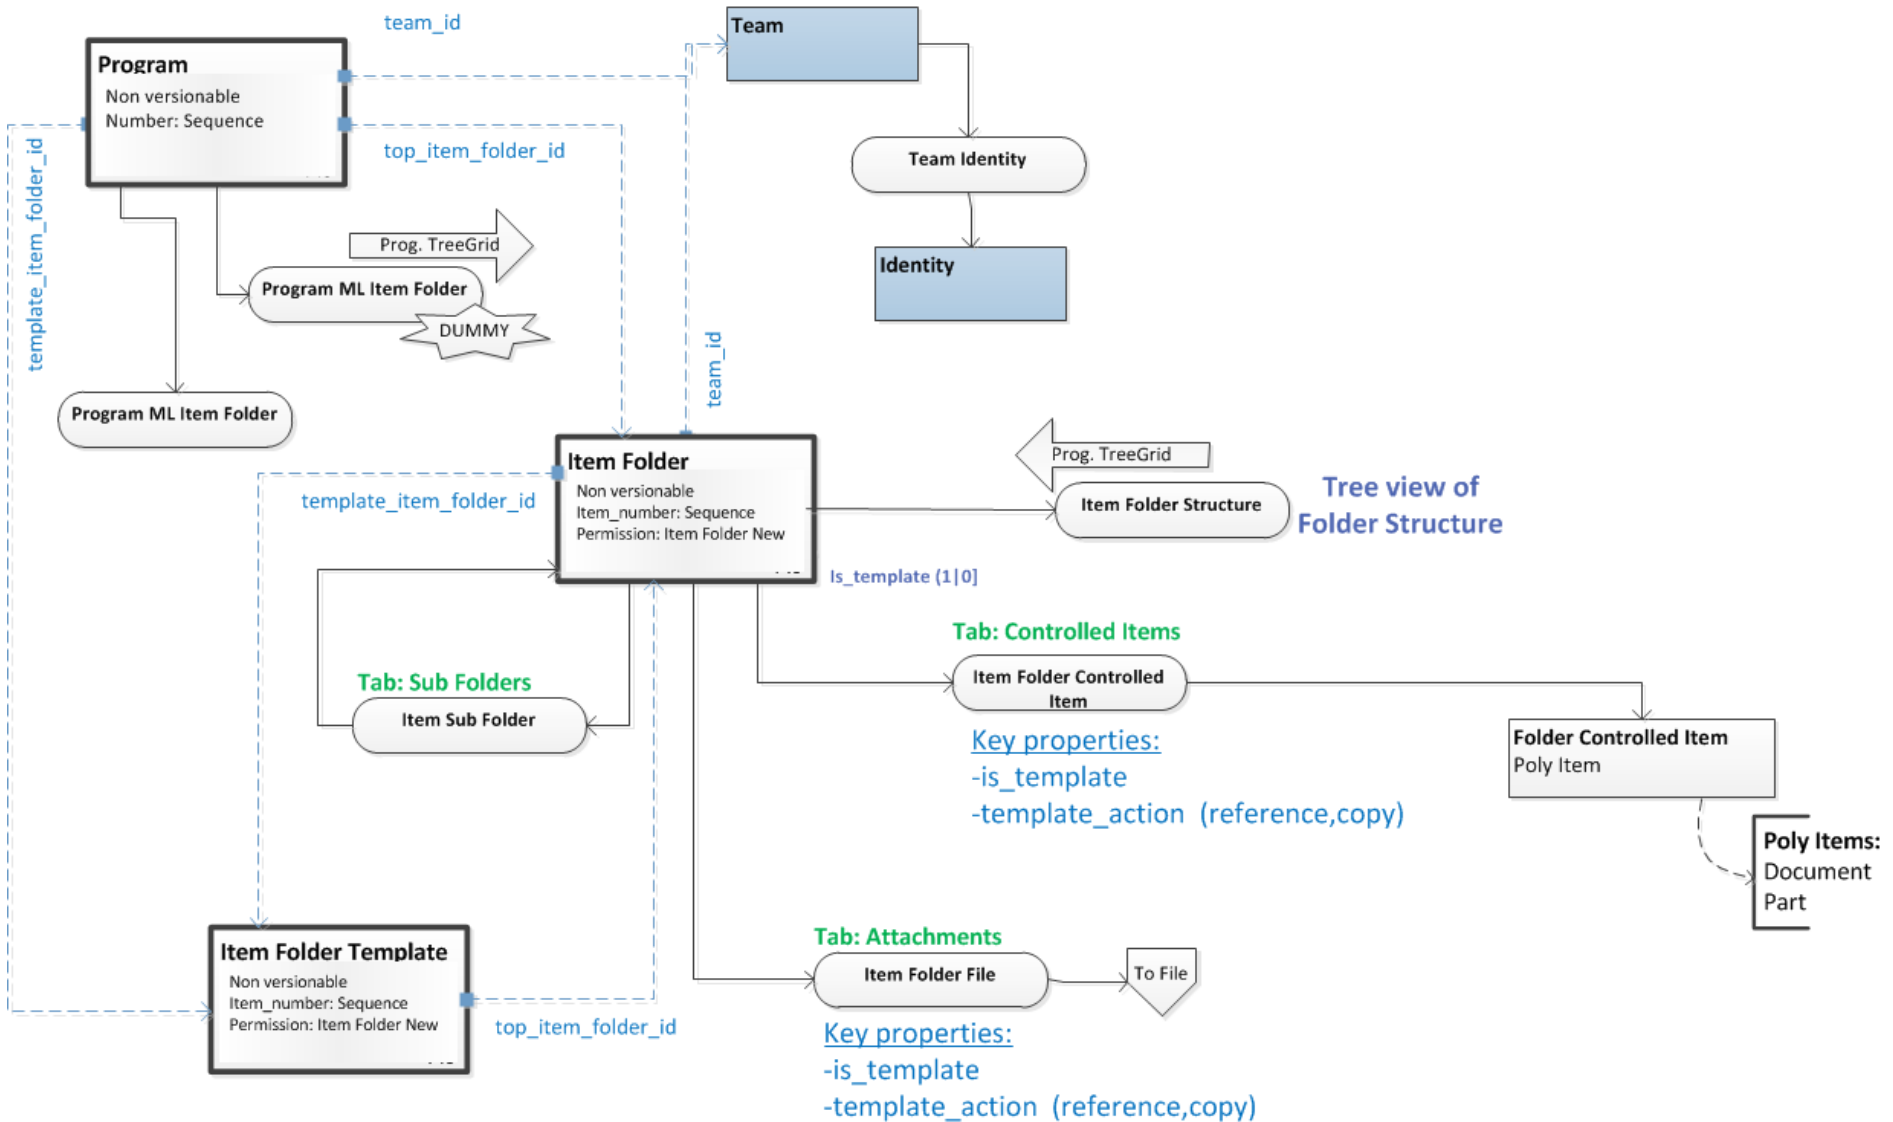 team_id
Team
Program
Non versionable
Number: Sequence
top_item_folder_id
template_item_folder_id
Team Identity
Prog. TreeGrid
Program ML Item Folder
DUMMY
Identity
team_id
Program ML Item Folder
Item Folder
Non versionable
Item_number: Sequence
Permission: Item Folder New
template_item_folder_id
Prog. TreeGrid
Item Folder Structure
Tree view of
Folder Structure
Is_template (1|0]
Tab: Controlled Items
Item Folder Controlled
Item
Key properties:
-is_template
-template_action (reference,copy)
Tab: Sub Folders
Item Sub Folder
Folder Controlled Item
Poly Item
Poly Items:
Document
Part
Item Folder Template
Non versionable
Item_number: Sequence
Permission: Item Folder New
top_item_folder_id
Tab: Attachments
Item Folder File
To File
Key properties:
-is_template
-template_action (reference,copy)